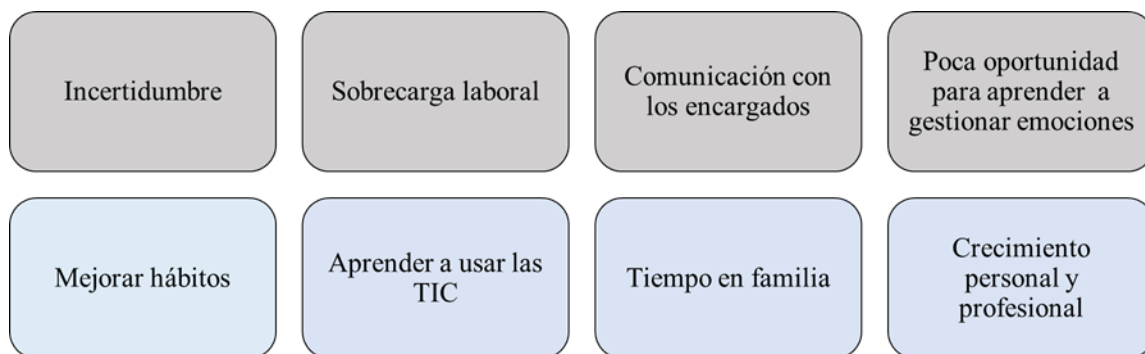 Incertidumbre
Sobrecarga laboral
Comunicación con
los encargados
Poca oportunidad
para aprender a
gestionar emociones
Mejorar hábitos
Aprender a usar las
TIC
Tiempo en familia
Crecimiento
personal y
profesional